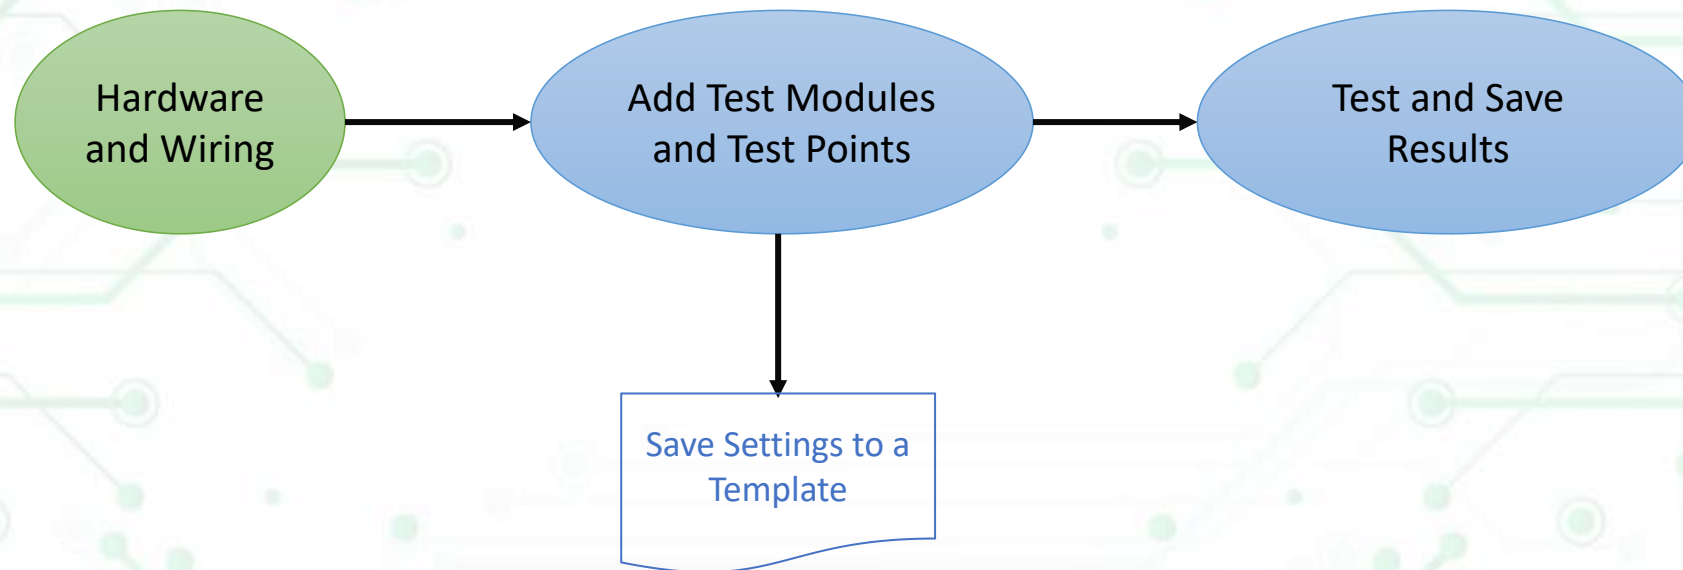 Hardware
and Wiring
Add Test Modules
and Test Points
Test and Save
Results
Save Settings to a
Template